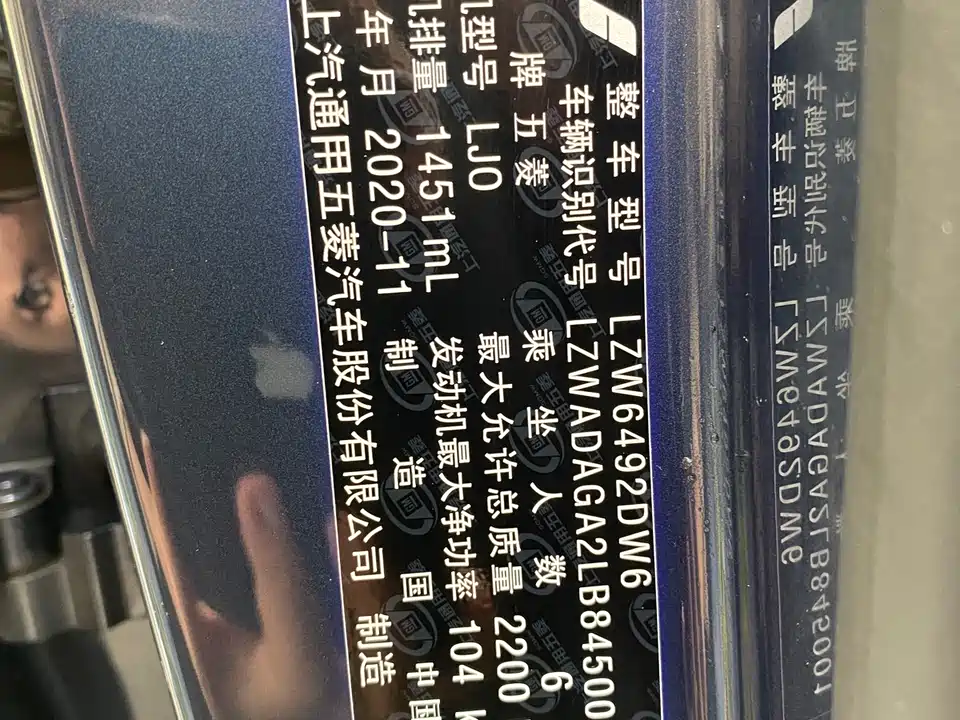 整车型号 LZW6492DW6
车辆识别代号 LZWADAGA2LB84500
牌 五菱 乘坐人数 6
机型号 LJO 最大允许总质量 2200
机排量 1451mL 发动机最大净功率 104 k
年月 2020-11 制造国 中国
上汽通用五菱汽车股份有限公司 制造